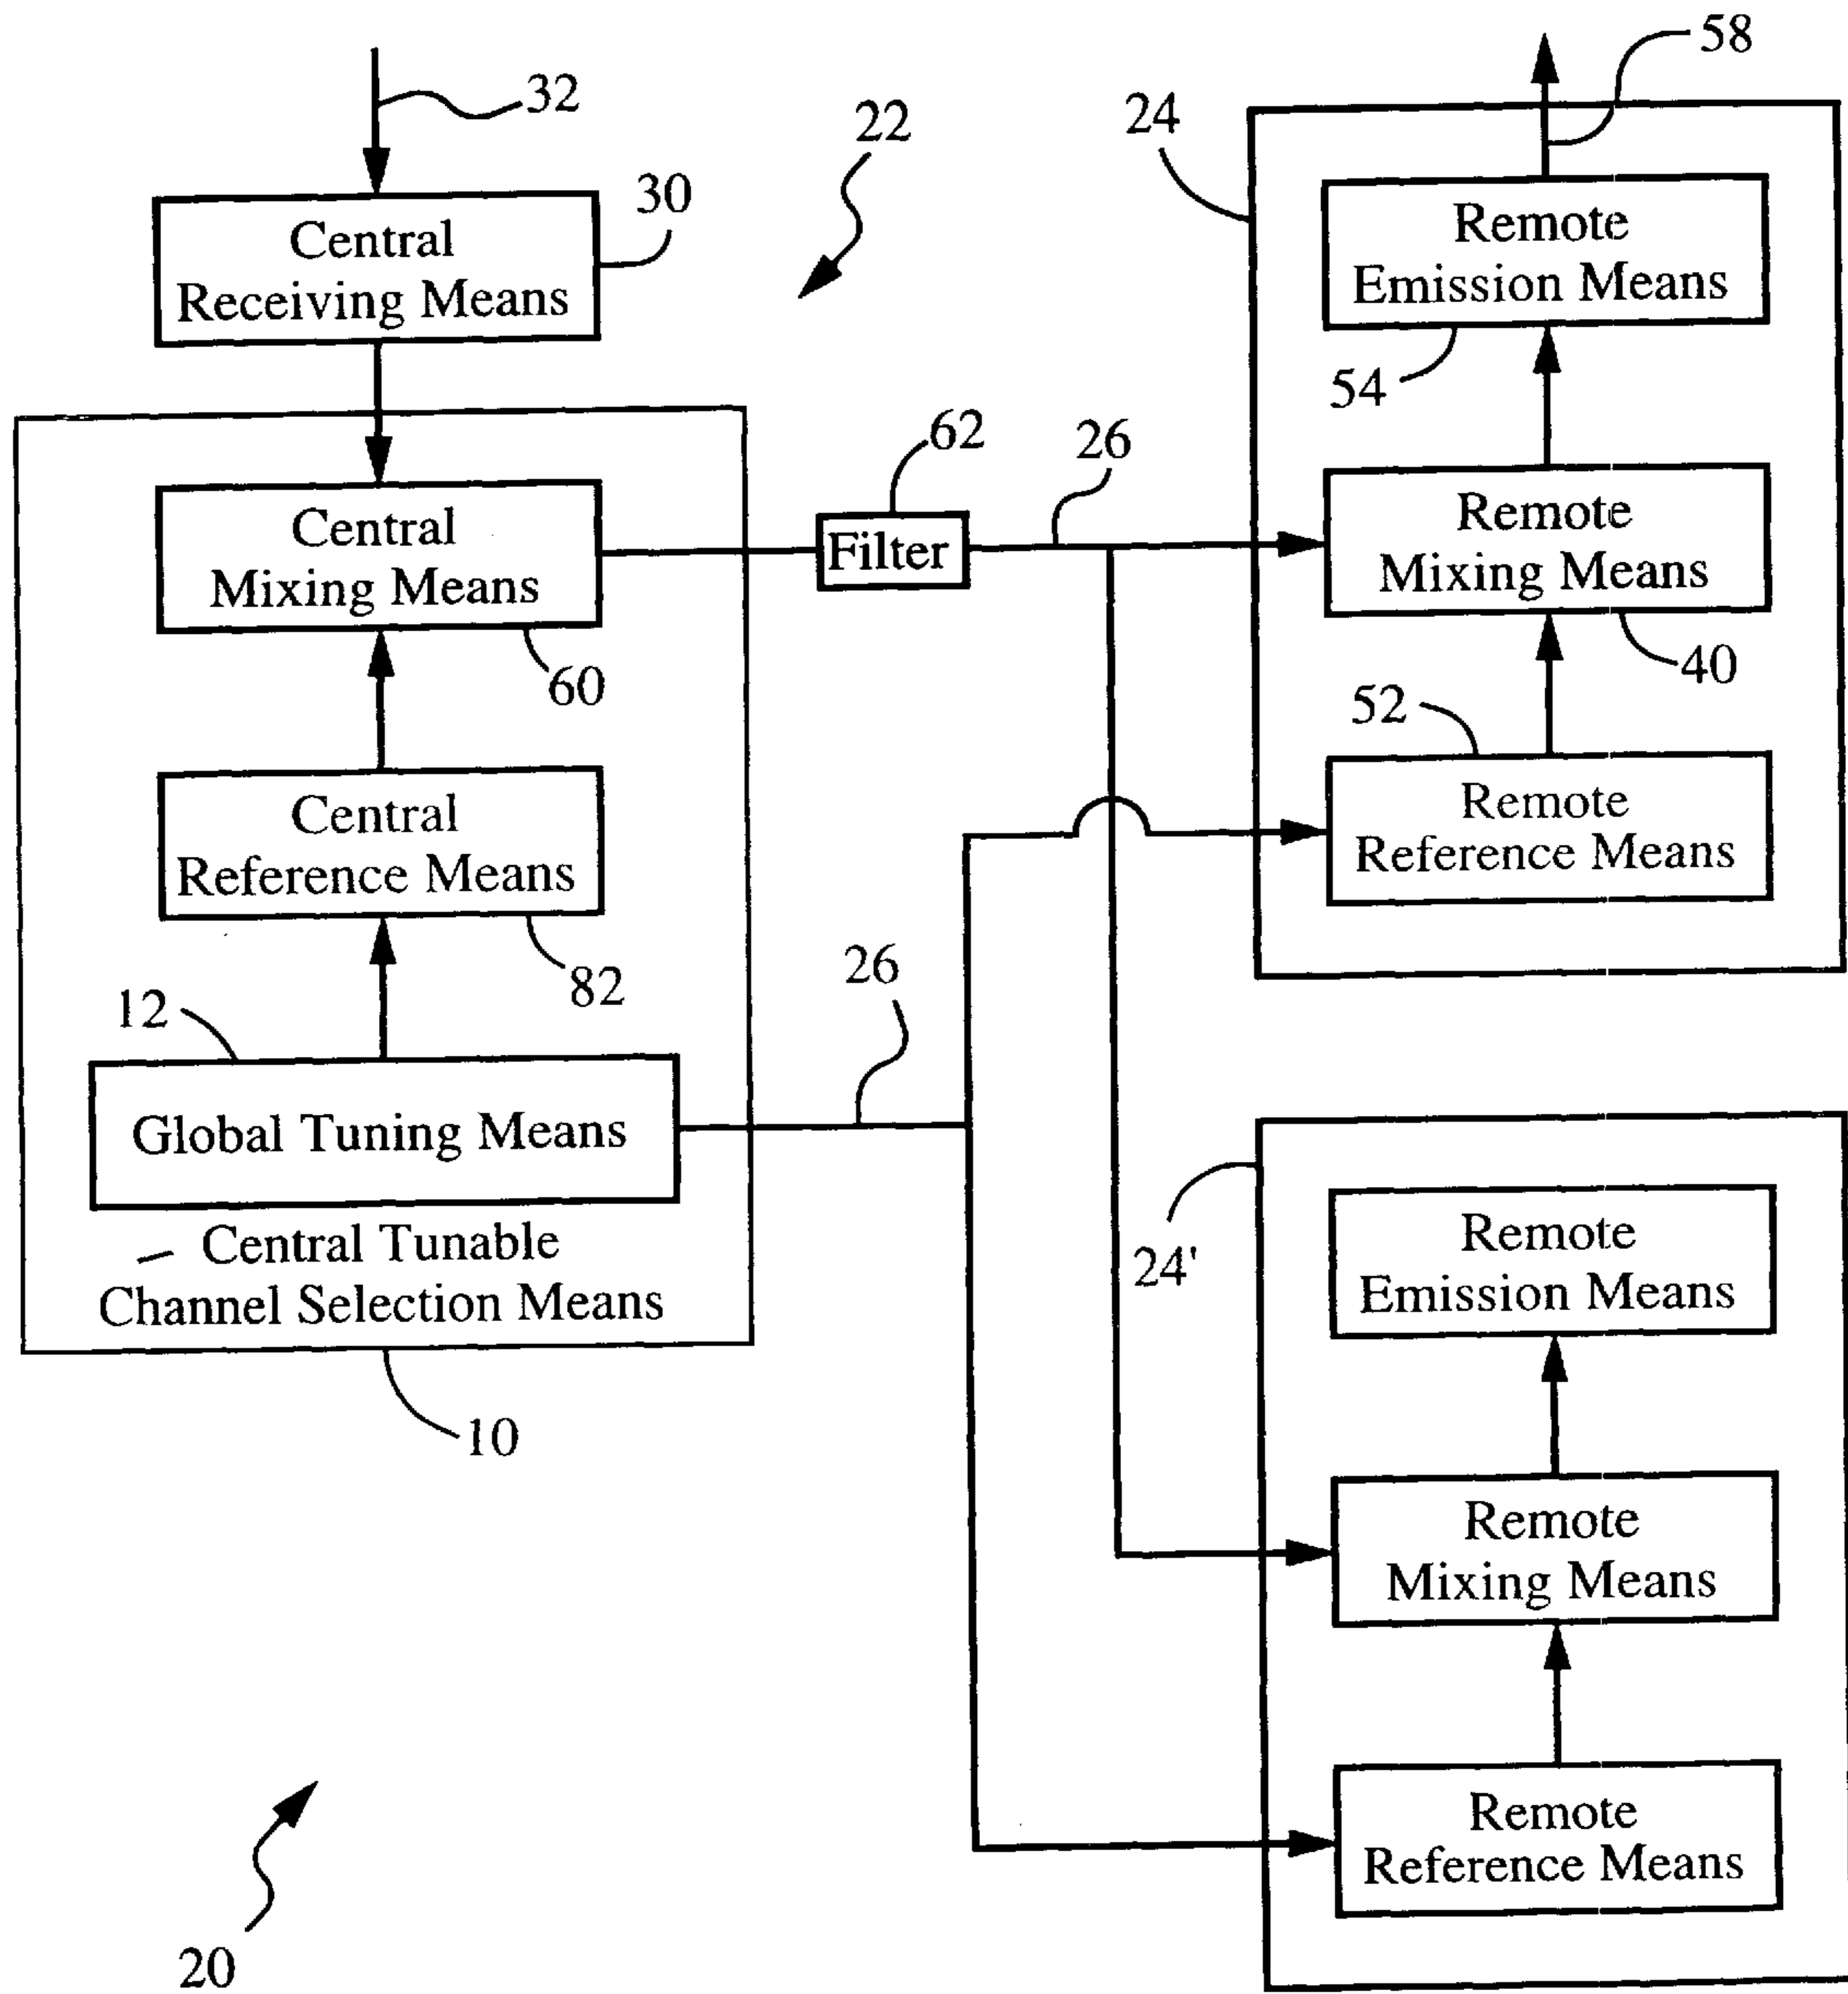 32
30
Central
Receiving Means
22
24
58
Remote
Emission Means
54
Central
Mixing Means
60
62
Filter
26
Remote
Mixing Means
40
52
Remote
Reference Means
Central
Reference Means
82
12
Global Tuning Means
26
Central Tunable
Channel Selection Means
10
24'
Remote
Emission Means
Remote
Mixing Means
Remote
Reference Means
20